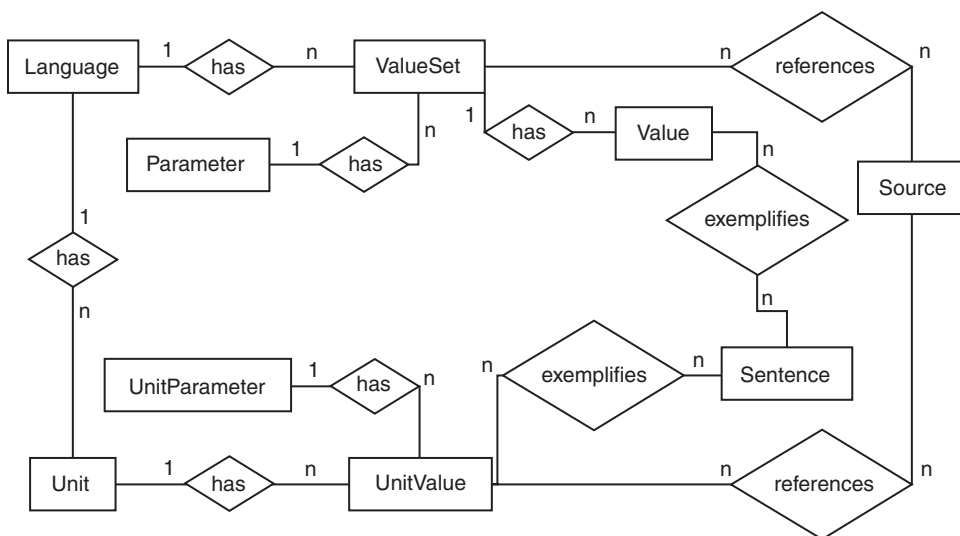 Language 1 has n ValueSet n references n
1 has n Value
n
Parameter 1 has n
n
exemplifies
Source
1
has
n
n
UnitParameter 1 has n
n exemplifies n Sentence
Unit 1 has n UnitValue n references n